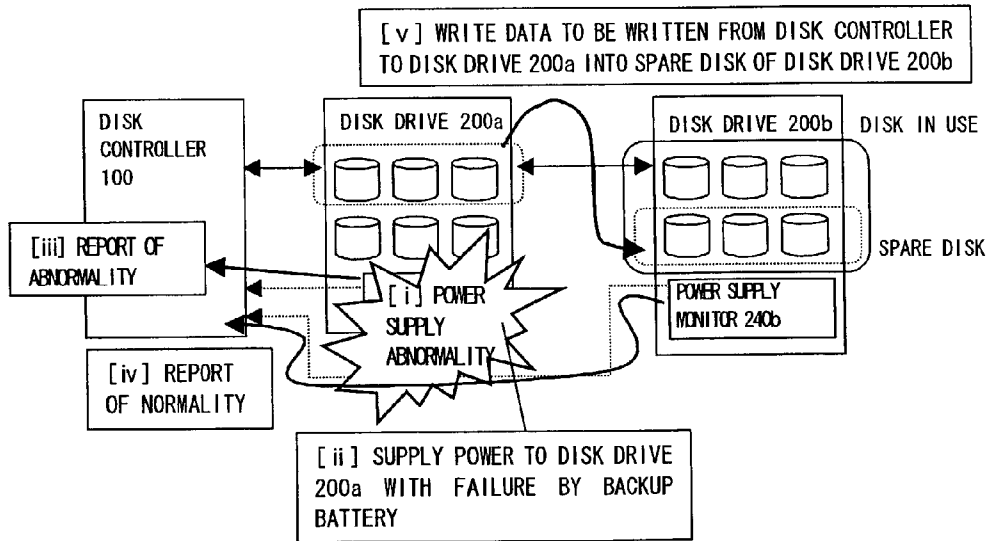 [v] WRITE DATA TO BE WRITTEN FROM DISK CONTROLLER
TO DISK DRIVE 200a INTO SPARE DISK OF DISK DRIVE 200b
DISK
CONTROLLER
100
DISK DRIVE 200a
DISK DRIVE 200b
DISK IN USE
SPARE DISK
[iii] REPORT OF
ABNORMALITY
[i] POWER
SUPPLY
ABNORMALITY
POWER SUPPLY
MONITOR 240b
[iv] REPORT
OF NORMALITY
[ii] SUPPLY POWER TO DISK DRIVE
200a WITH FAILURE BY BACKUP
BATTERY